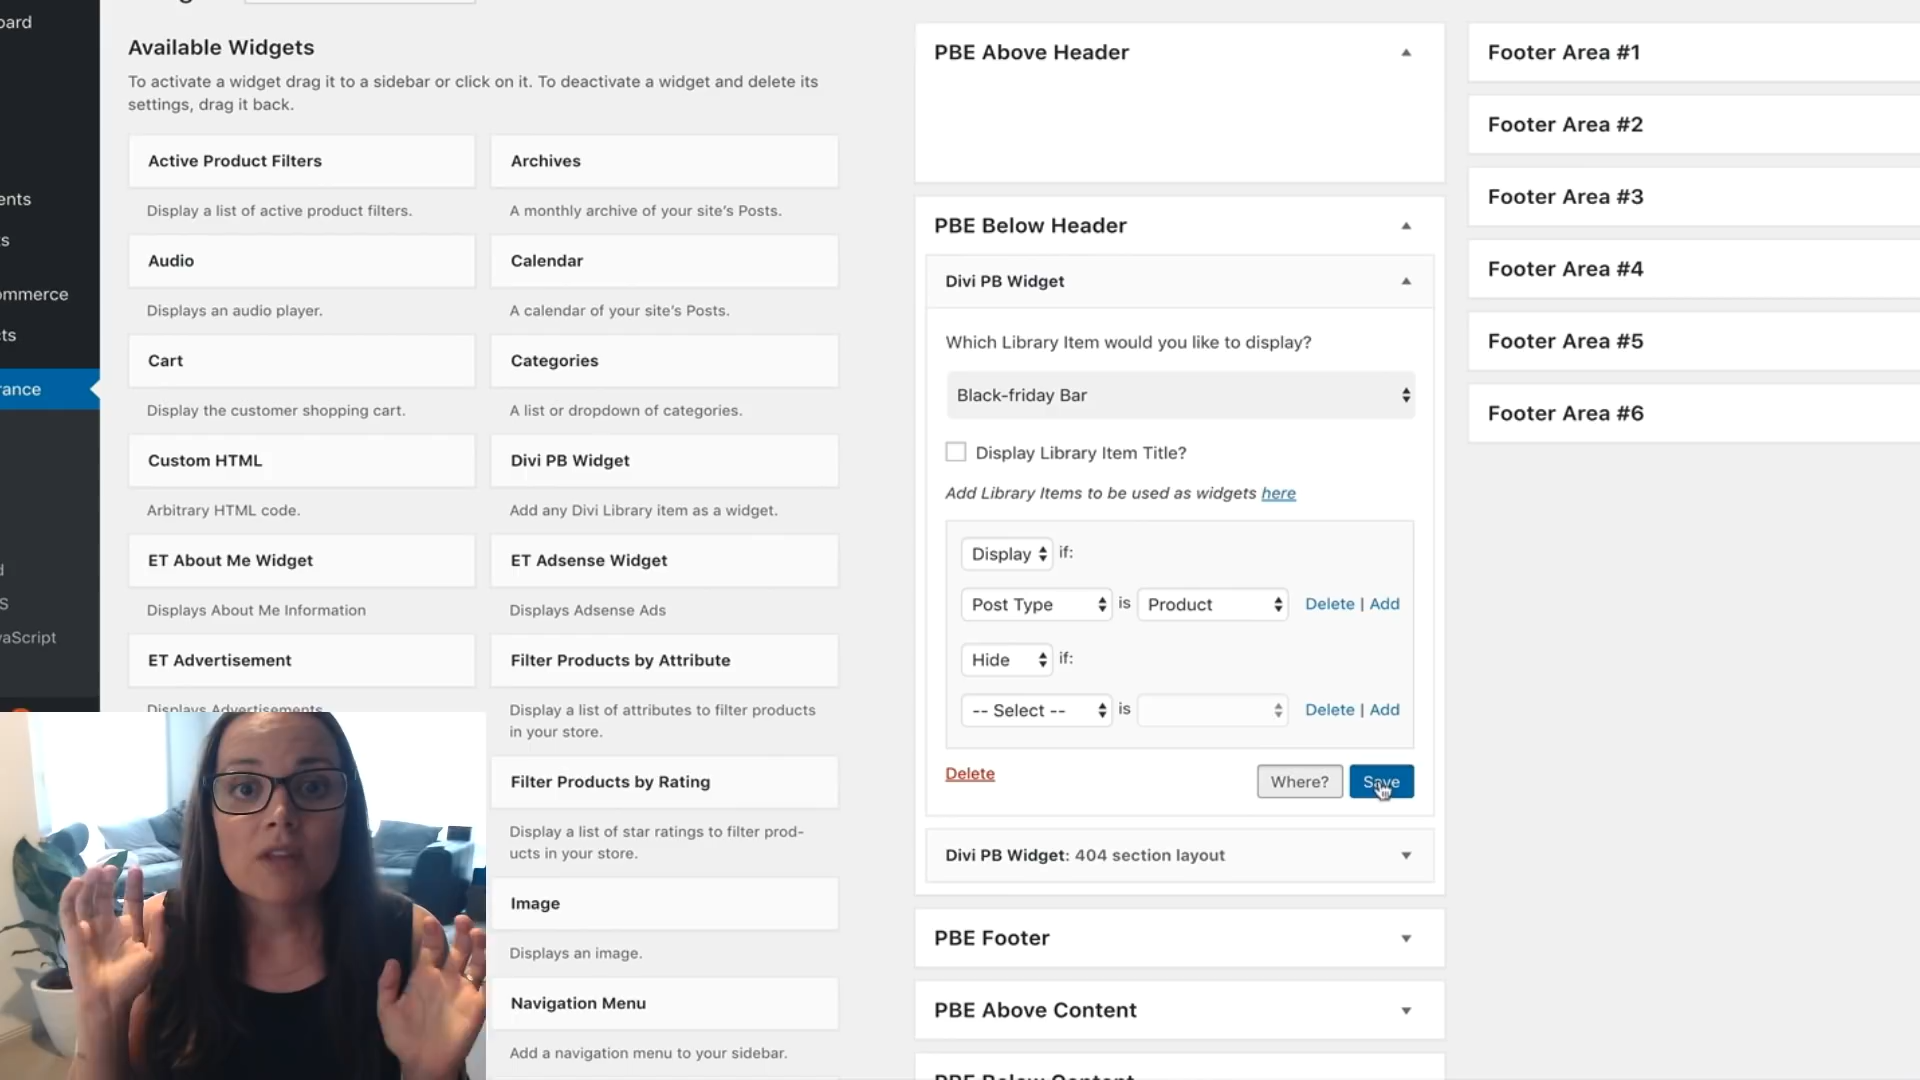 oard
ents
s
ommerce
ts
rance
d
S
vaScript
Available Widgets
To activate a widget drag it to a sidebar or click on it. To deactivate a widget and delete its
settings, drag it back.
Active Product Filters
Display a list of active product filters.
Audio
Displays an audio player.
Cart
Display the customer shopping cart.
Custom HTML
Arbitrary HTML code.
ET About Me Widget
Displays About Me Information
ET Advertisement
Displays Advertisements
Archives
A monthly archive of your site's Posts.
Calendar
A calendar of your site's Posts.
Categories
A list or dropdown of categories.
Divi PB Widget
Add any Divi Library item as a widget.
ET Adsense Widget
Displays Adsense Ads
Filter Products by Attribute
Display a list of attributes to filter products
in your store.
Filter Products by Rating
Display a list of star ratings to filter prod-
ucts in your store.
Image
Displays an image.
Navigation Menu
Add a navigation menu to your sidebar.
PBE Above Header
PBE Below Header
Divi PB Widget
Which Library Item would you like to display?
Black-friday Bar
Display Library Item Title?
Add Library Items to be used as widgets here
Display if:
Post Type is Product Delete | Add
Hide if:
-- Select -- is Delete | Add
Delete Where? Save
Divi PB Widget: 404 section layout
PBE Footer
PBE Above Content
PBE Below Content
Footer Area #1
Footer Area #2
Footer Area #3
Footer Area #4
Footer Area #5
Footer Area #6